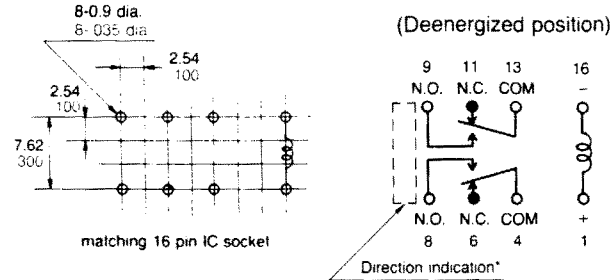 8-0.9 dia.
8-.035 dia
2.54
100
2.54
100
7.62
300
matching 16 pin IC socket
(Deenergized position)
9 11 13 16
N.O. N.C. COM −
N.O. N.C. COM +
8 6 4 1
Direction indication*